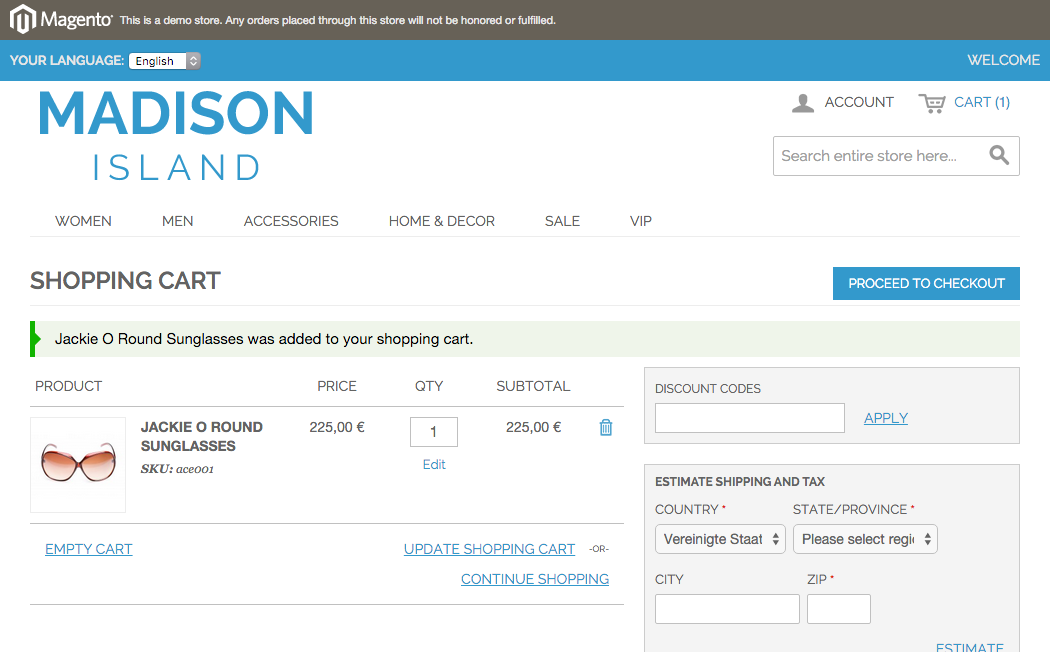 Magento This is a demo store. Any orders placed through this store will not be honored or fulfilled.
YOUR LANGUAGE: English WELCOME
MADISON
ISLAND
ACCOUNT CART (1)
Search entire store here...
WOMEN MEN ACCESSORIES HOME & DECOR SALE VIP
SHOPPING CART PROCEED TO CHECKOUT
Jackie O Round Sunglasses was added to your shopping cart.
PRODUCT PRICE QTY SUBTOTAL
JACKIE O ROUND SUNGLASSES
SKU: ace001
225,00 € 1 225,00 €
Edit
EMPTY CART UPDATE SHOPPING CART -OR-
CONTINUE SHOPPING
DISCOUNT CODES
APPLY
ESTIMATE SHIPPING AND TAX
COUNTRY * STATE/PROVINCE *
Vereinigte Staat Please select regi
CITY ZIP *
ESTIMATE